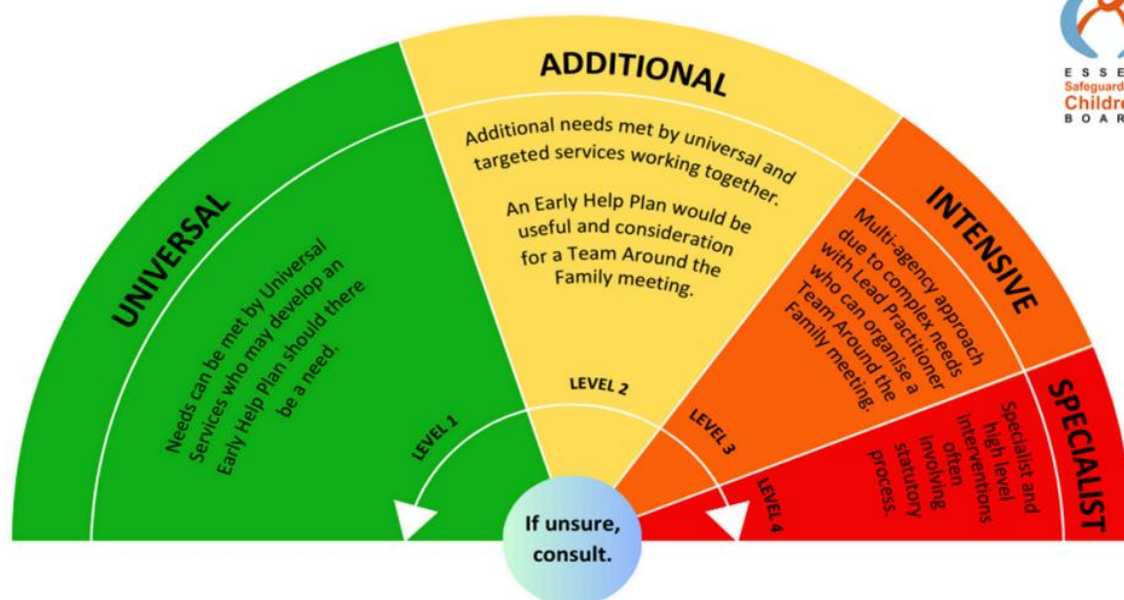 UNIVERSAL
Needs can be met by Universal
Services who may develop an
Early Help Plan should there
be a need.
LEVEL 1
ADDITIONAL
Additional needs met by universal and
targeted services working together.
An Early Help Plan would be
useful and consideration
for a Team Around the
Family meeting.
LEVEL 2
INTENSIVE
Multi-agency approach
due to complex needs
with Lead Practitioner
who can organise a
Team Around the
Family meeting.
LEVEL 3
SPECIALIST
Specialist and
high level
interventions
often
involving
statutory
process.
LEVEL 4
If unsure,
consult.
ESSE
Safeguard
Childre
BOAR